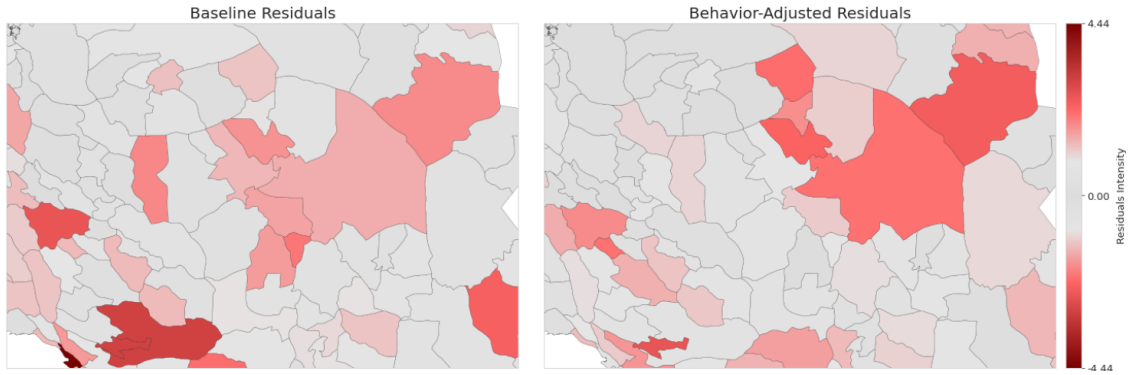 Baseline Residuals
Behavior-Adjusted Residuals
4.44
0.00
-4.44
Residuals Intensity